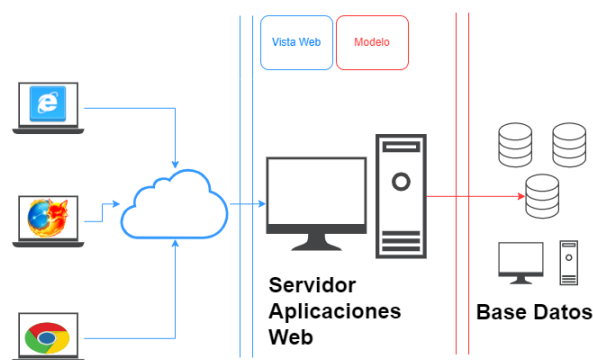 Vista Web
Modelo
Servidor
Aplicaciones
Web
Base Datos